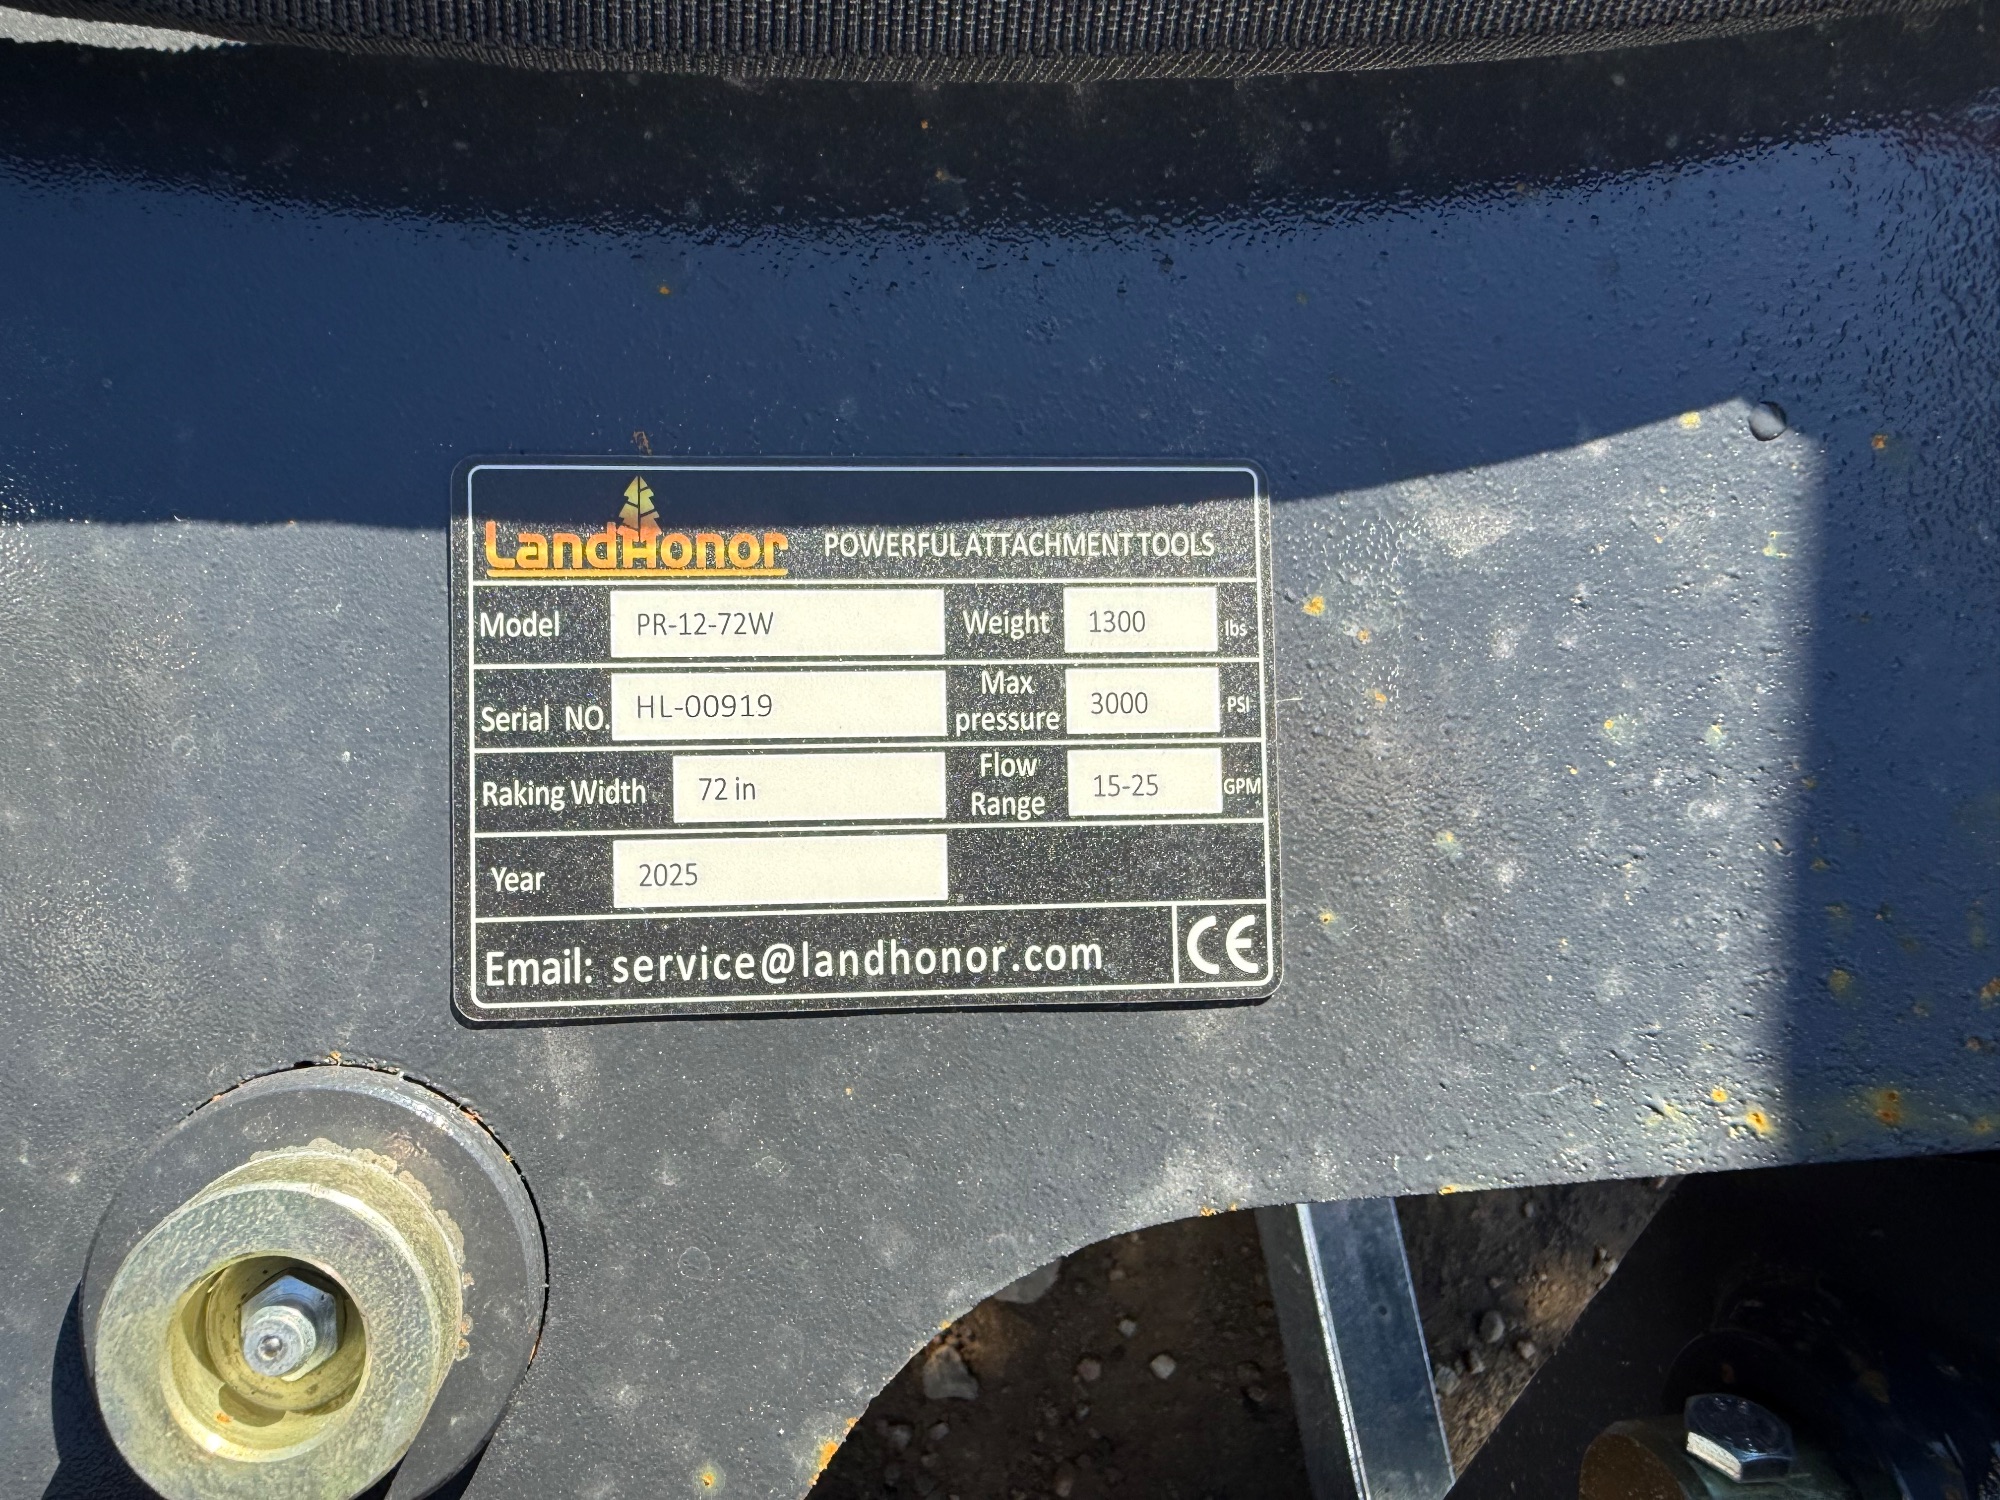 LandHonor POWERFUL ATTACHMENT TOOLS
Model PR-12-72W Weight 1300 lbs
Serial NO. HL-00919 Max pressure 3000 PSI
Raking Width 72 in Flow Range 15-25 GPM
Year 2025
Email: service@landhonor.com CE